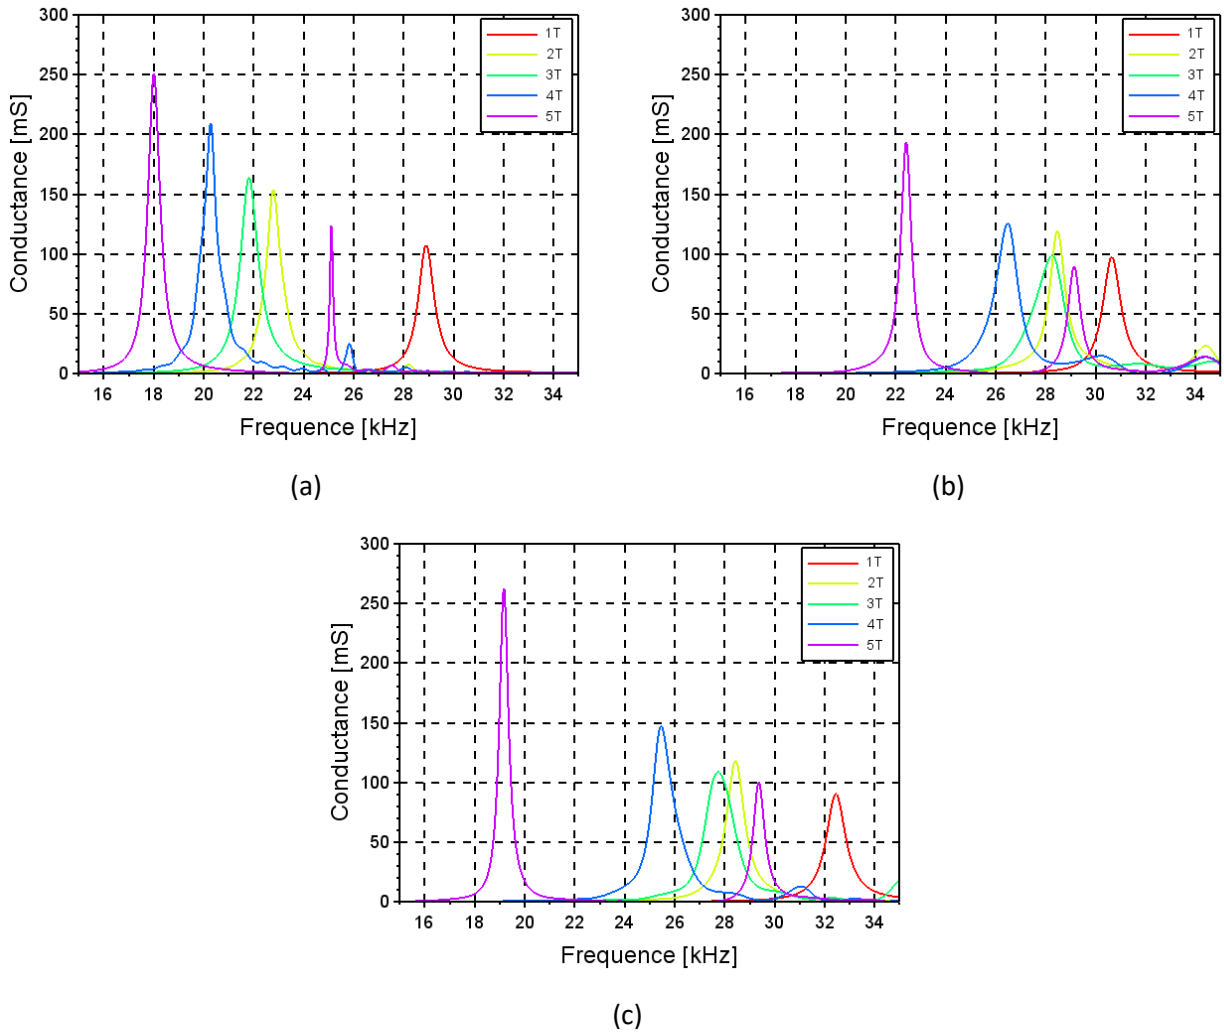 300
250
200
150
100
50
0
Conductance [mS]
1T
2T
3T
4T
5T
16 18 20 22 24 26 28 30 32 34
Frequence [kHz]
(a)
300
250
200
150
100
50
0
Conductance [mS]
1T
2T
3T
4T
5T
16 18 20 22 24 26 28 30 32 34
Frequence [kHz]
(b)
300
250
200
150
100
50
0
Conductance [mS]
1T
2T
3T
4T
5T
16 18 20 22 24 26 28 30 32 34
Frequence [kHz]
(c)